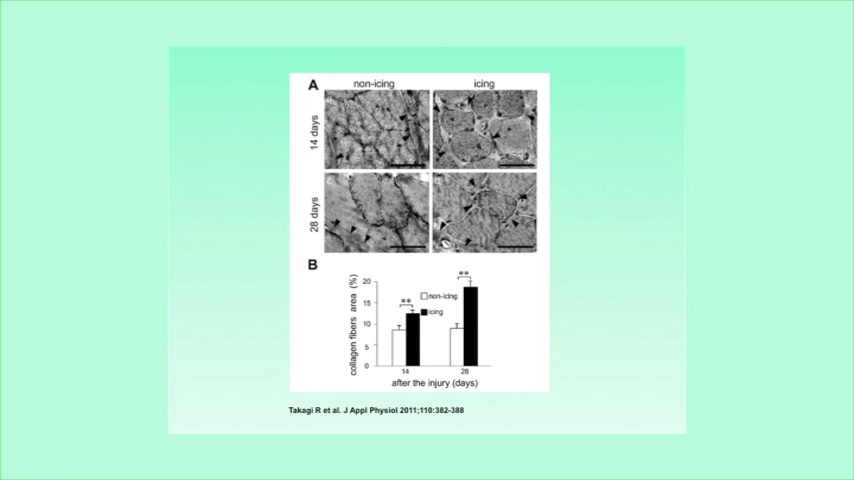 A
non-icing
icing
14 days
28 days
B
collagen fibers area (%)
20
15
10
5
0
**
**
non-icing
icing
14
28
after the injury (days)
Takagi R et al. J Appl Physiol 2011;110:382-388